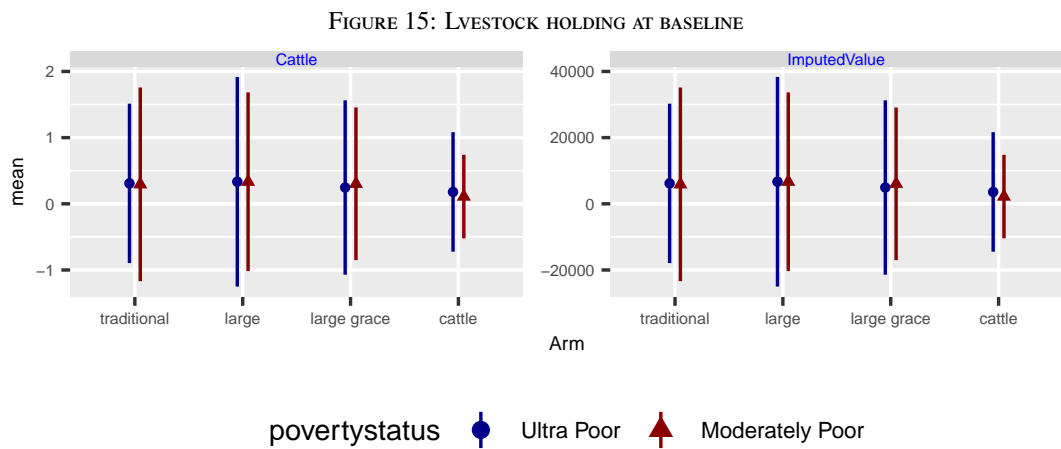 FIGURE 15: LVESTOCK HOLDING AT BASELINE
Cattle
ImputedValue
mean
2
1
0
−1
40000
20000
0
−20000
traditional large large grace cattle
traditional large large grace cattle
Arm
povertystatus Ultra Poor Moderately Poor